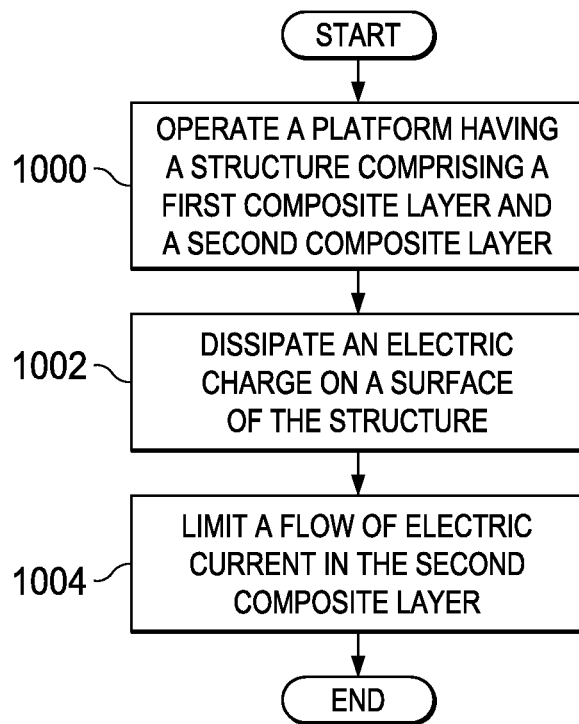 START
1000
OPERATE A PLATFORM HAVING
A STRUCTURE COMPRISING A
FIRST COMPOSITE LAYER AND
A SECOND COMPOSITE LAYER
1002
DISSIPATE AN ELECTRIC
CHARGE ON A SURFACE
OF THE STRUCTURE
1004
LIMIT A FLOW OF ELECTRIC
CURRENT IN THE SECOND
COMPOSITE LAYER
END